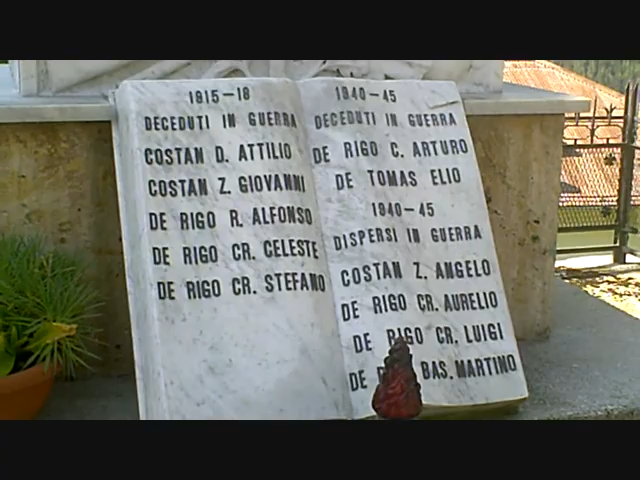 1915-18
DECEDUTI IN GUERRA
COSTAN D. ATTILIO
COSTAN Z. GIOVANNI
DE RIGO R. ALFONSO
DE RIGO CR. CELESTE
DE RIGO CR. STEFANO
1940-45
DECEDUTI IN GUERRA
DE RIGO C. ARTURO
DE TOMAS ELIO
1940-45
DISPERSI IN GUERRA
COSTAN Z. ANGELO
DE RIGO CR. AURELIO
DE RIGO CR. LUIGI
DE BAS. MARTINO